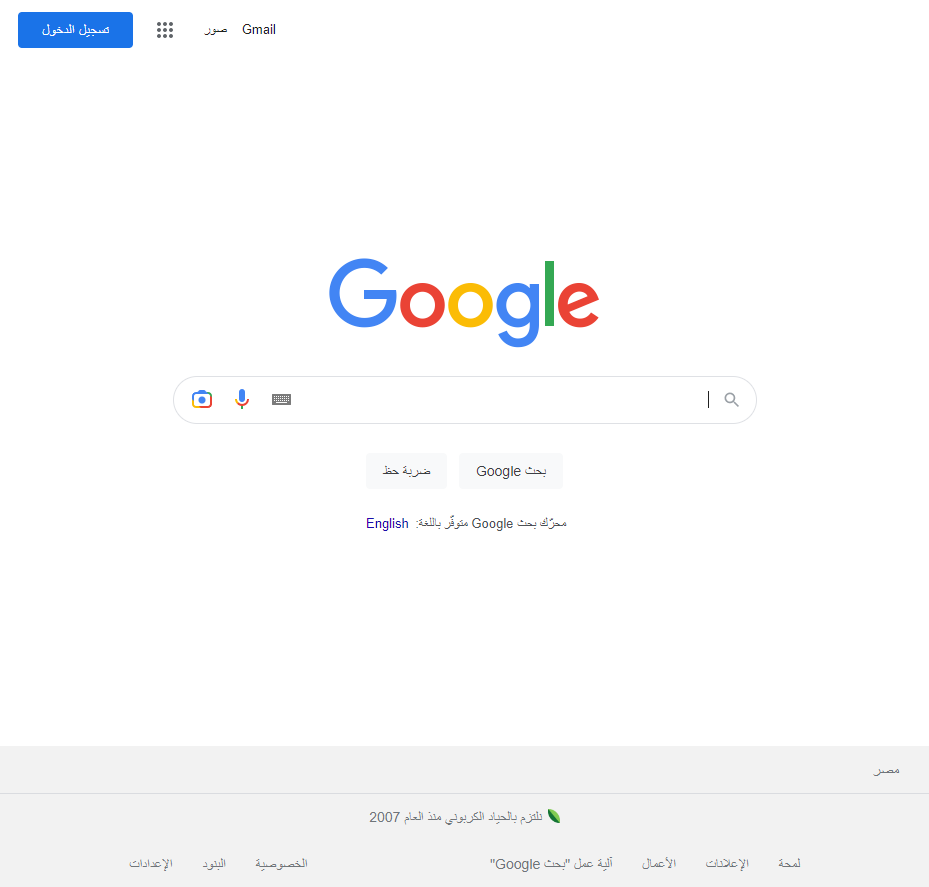 Gmail صور تسجيل الدخول
Google
بحث Google ضربة حظ
محرّك بحث Google متوفّر باللغة: English
مصر
نلتزم بالحياد الكربوني منذ العام 2007
لمحة الإعلانات الأعمال آلية عمل "بحث Google" الخصوصية البنود الإعدادات